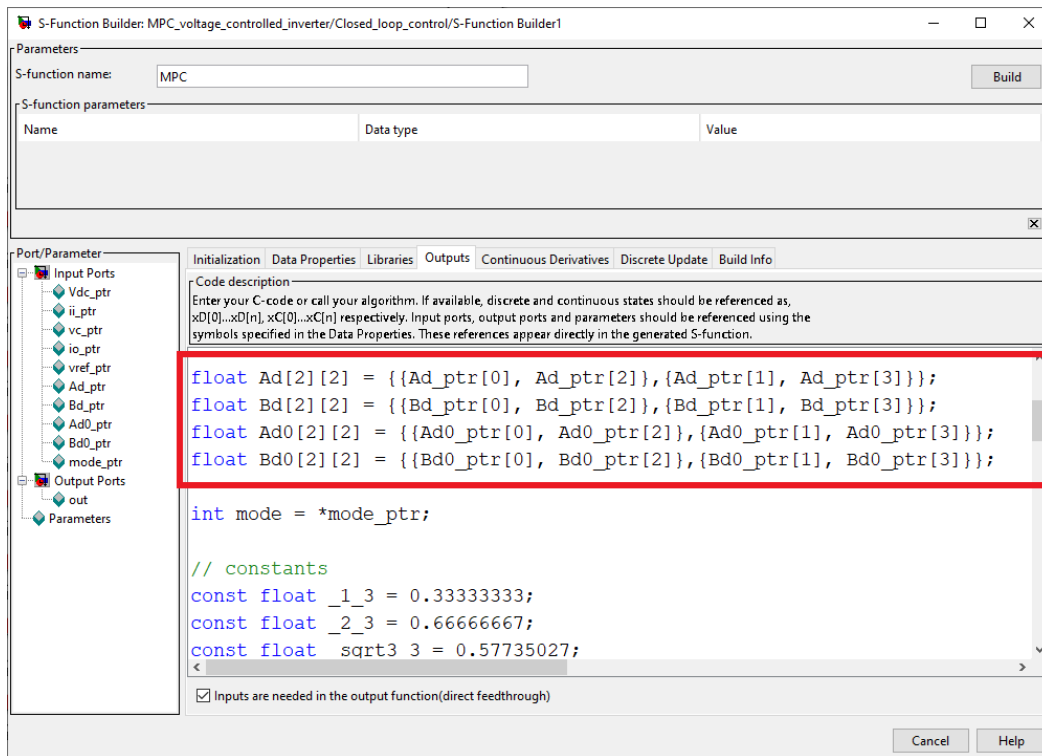 S-Function Builder: MPC_voltage_controlled_inverter/Closed_loop_control/S-Function Builder1
Parameters
S-function name:
MPC
Build
S-function parameters
Name Data type Value
Port/Parameter
Input Ports
Vdc_ptr
ii_ptr
vc_ptr
io_ptr
vref_ptr
Ad_ptr
Bd_ptr
Ad0_ptr
Bd0_ptr
mode_ptr
Output Ports
out
Parameters
Initialization Data Properties Libraries Outputs Continuous Derivatives Discrete Update Build Info
Code description
Enter your C-code or call your algorithm. If available, discrete and continuous states should be referenced as,
xD[0]...xD[n], xC[0]...xC[n] respectively. Input ports, output ports and parameters should be referenced using the
symbols specified in the Data Properties. These references appear directly in the generated S-function.
float Ad[2][2] = {{Ad_ptr[0], Ad_ptr[2]},{Ad_ptr[1], Ad_ptr[3]}};
float Bd[2][2] = {{Bd_ptr[0], Bd_ptr[2]},{Bd_ptr[1], Bd_ptr[3]}};
float Ad0[2][2] = {{Ad0_ptr[0], Ad0_ptr[2]},{Ad0_ptr[1], Ad0_ptr[3]}};
float Bd0[2][2] = {{Bd0_ptr[0], Bd0_ptr[2]},{Bd0_ptr[1], Bd0_ptr[3]}};
int mode = *mode_ptr;
// constants
const float _1_3 = 0.33333333;
const float _2_3 = 0.66666667;
const float _sqrt3_3 = 0.57735027;
Inputs are needed in the output function(direct feedthrough)
Cancel
Help